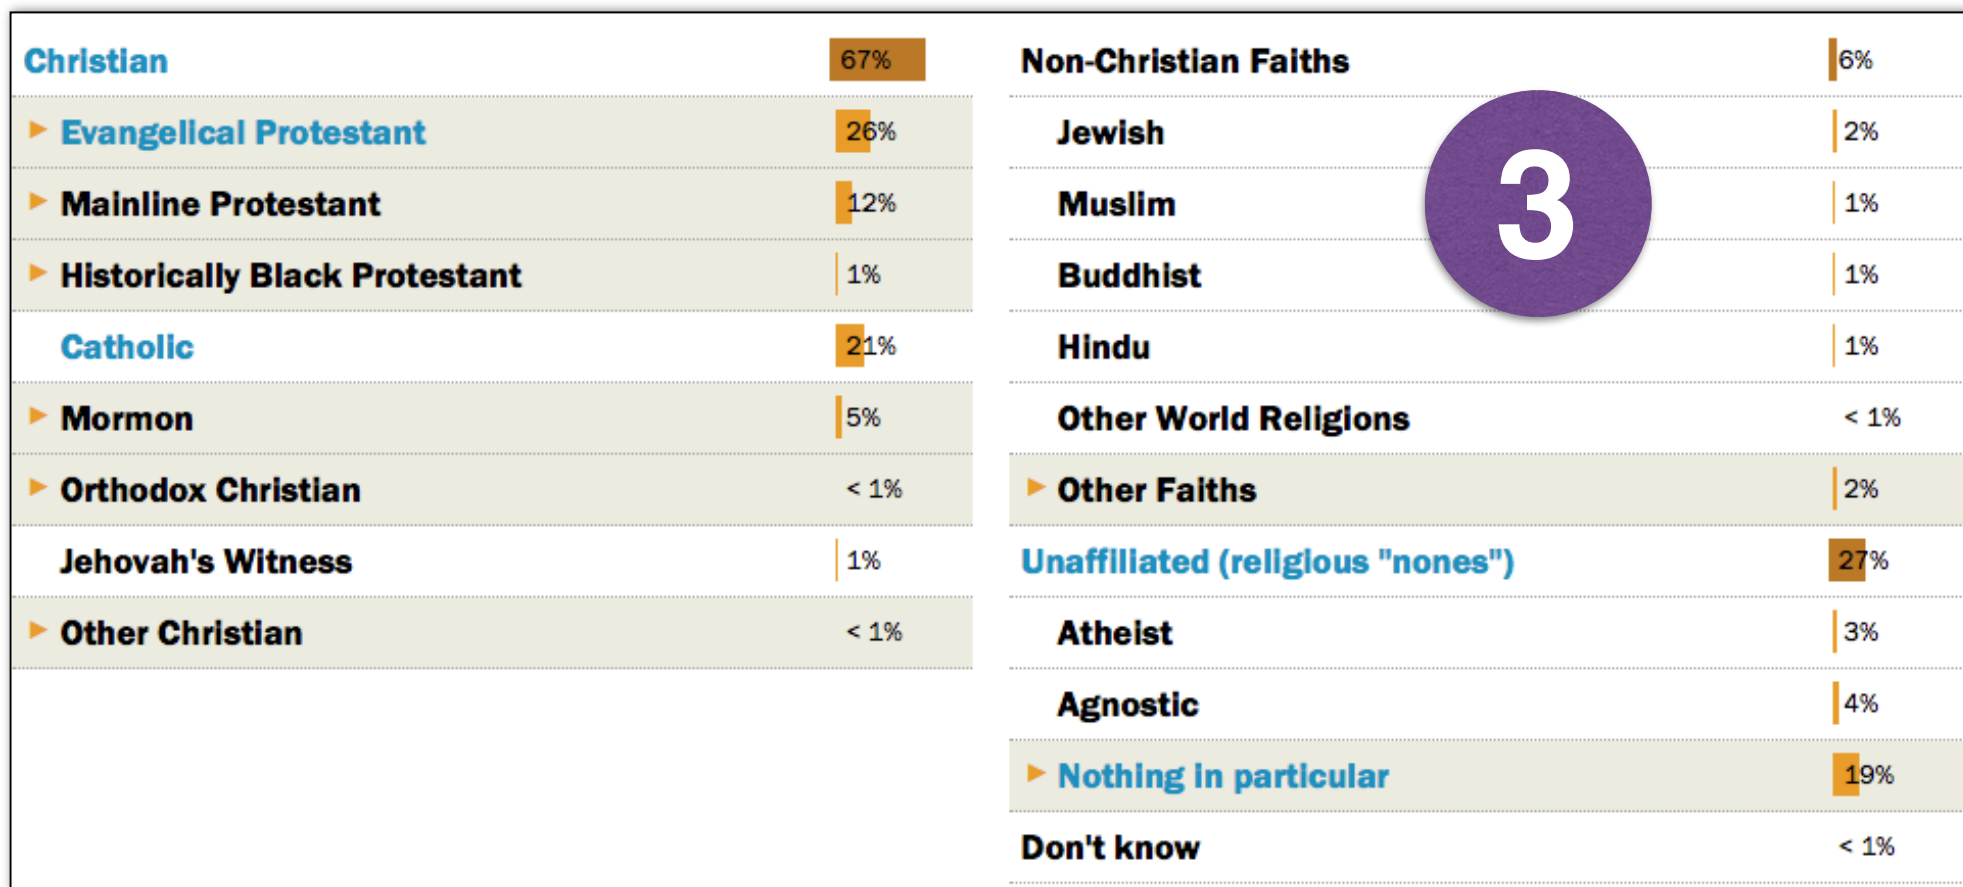 Christian 67%
Evangelical Protestant 26%
Mainline Protestant 12%
Historically Black Protestant 1%
Catholic 21%
Mormon 5%
Orthodox Christian < 1%
Jehovah's Witness 1%
Other Christian < 1%
Non-Christian Faiths 6%
Jewish 2%
Muslim 1%
Buddhist 1%
Hindu 1%
Other World Religions < 1%
Other Faiths 2%
Unaffiliated (religious "nones") 27%
Atheist 3%
Agnostic 4%
Nothing in particular 19%
Don't know < 1%
3